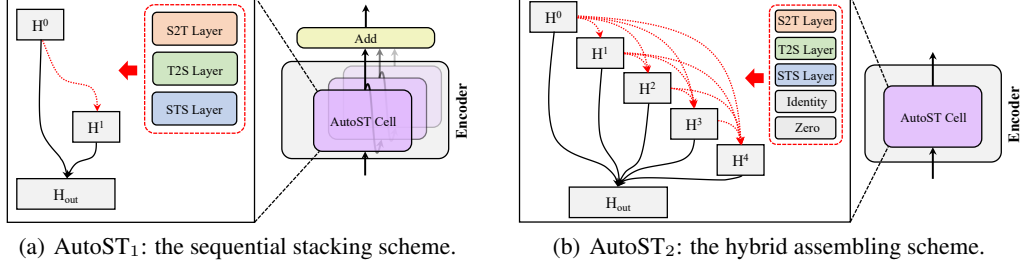 H⁰
H¹
H_out
S2T Layer
T2S Layer
STS Layer
Add
AutoST Cell
Encoder
(a) AutoST₁: the sequential stacking scheme.
H⁰
H¹
H²
H³
H⁴
H_out
S2T Layer
T2S Layer
STS Layer
Identity
Zero
AutoST Cell
Encoder
(b) AutoST₂: the hybrid assembling scheme.